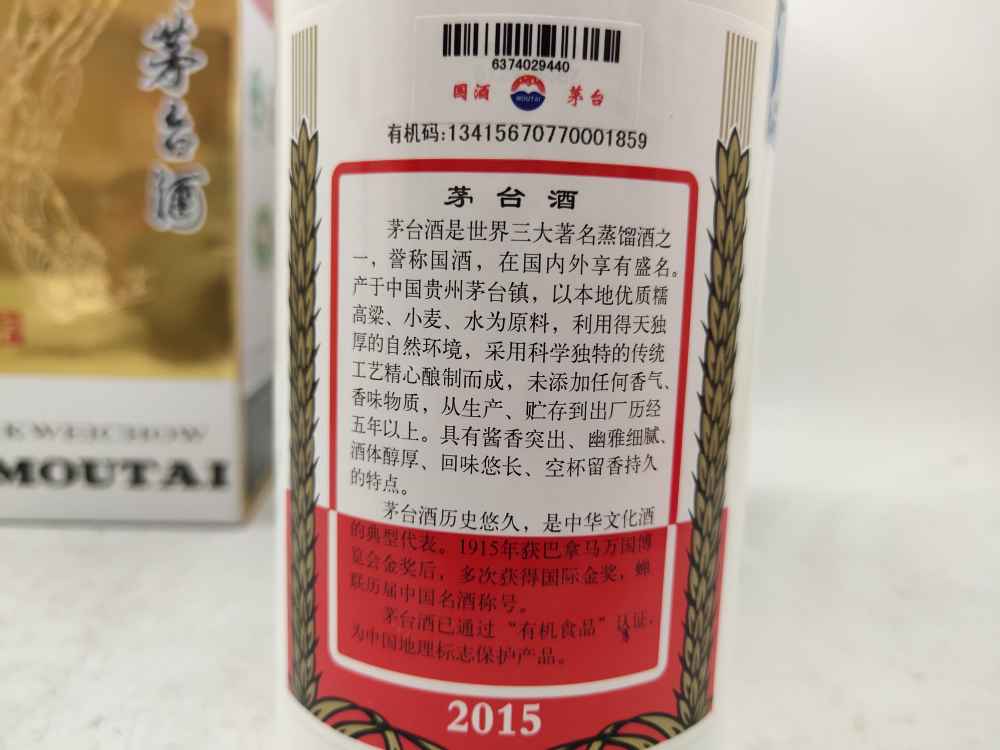 茅台酒
KWEICHOW
MOUTAI
6374029440
国酒 MOUTAI 茅台
有机码:13415670770001859
茅台酒
茅台酒是世界三大著名蒸馏酒之
一，誉称国酒，在国内外享有盛名。
产于中国贵州茅台镇，以本地优质糯
高粱、小麦、水为原料，利用得天独
厚的自然环境，采用科学独特的传统
工艺精心酿制而成，未添加任何香气、
香味物质，从生产、贮存到出厂历经
五年以上。具有酱香突出、幽雅细腻、
酒体醇厚、回味悠长、空杯留香持久
的特点。
茅台酒历史悠久，是中华文化酒
的典型代表。1915年获巴拿马万国博
览会金奖后，多次获得国际金奖，蝉
联历届中国名酒称号。
茅台酒已通过“有机食品”认证，
为中国地理标志保护产品。
2015